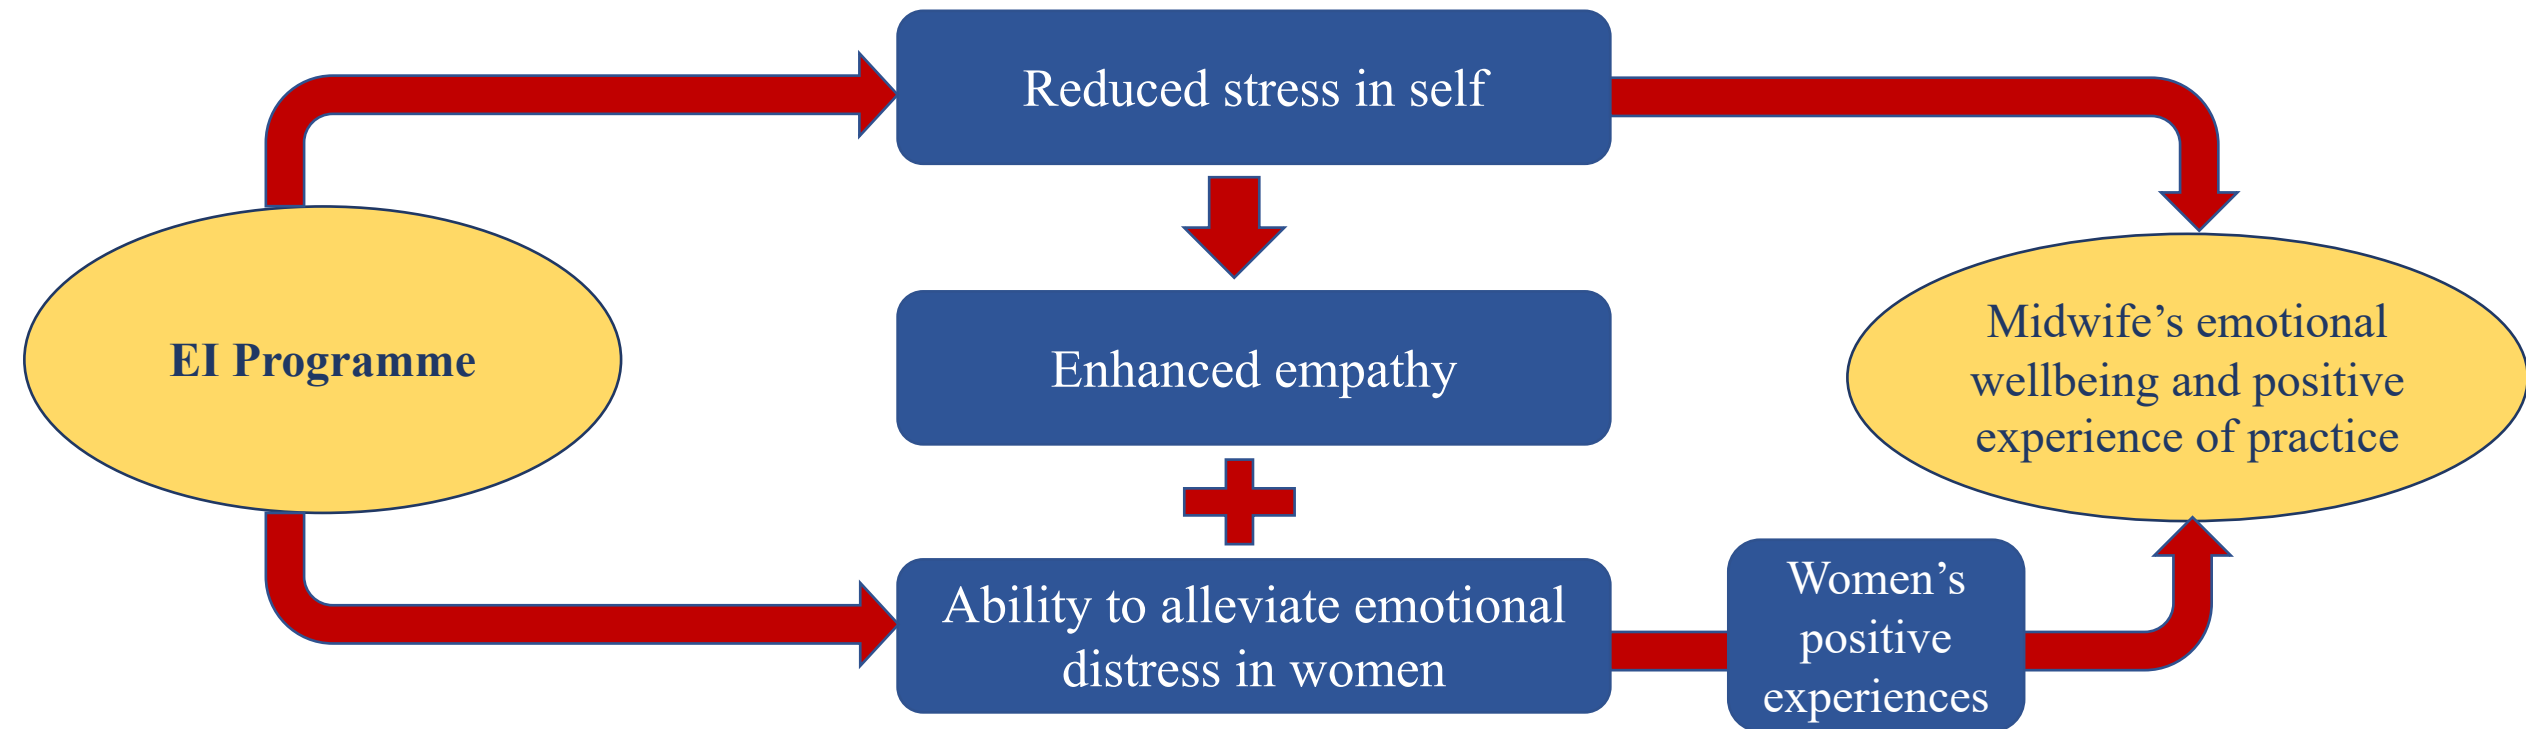 Reduced stress in self
EI Programme
Enhanced empathy
Midwife’s emotional
wellbeing and positive
experience of practice
Ability to alleviate emotional
distress in women
Women’s
positive
experiences